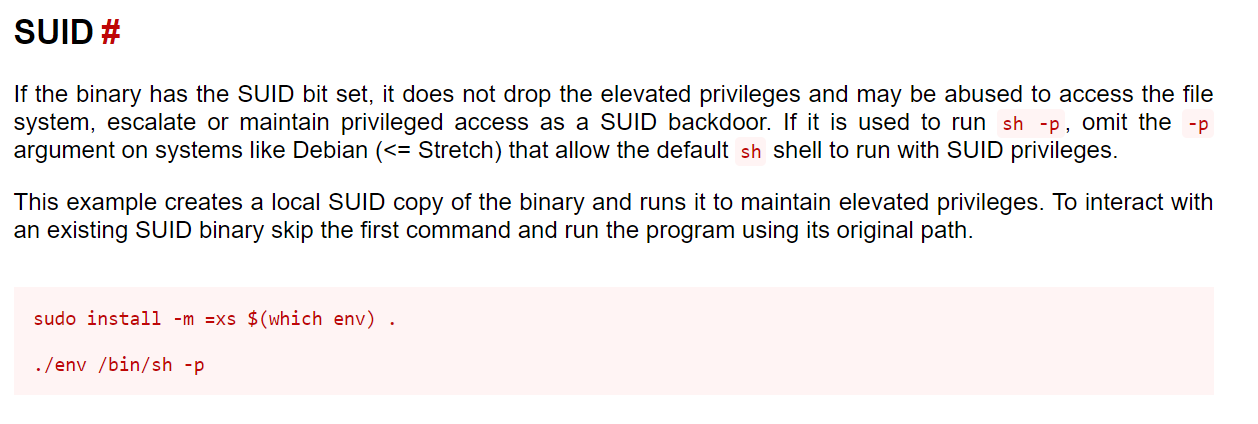 SUID #
If the binary has the SUID bit set, it does not drop the elevated privileges and may be abused to access the file
system, escalate or maintain privileged access as a SUID backdoor. If it is used to run sh -p, omit the -p
argument on systems like Debian (<= Stretch) that allow the default sh shell to run with SUID privileges.
This example creates a local SUID copy of the binary and runs it to maintain elevated privileges. To interact with
an existing SUID binary skip the first command and run the program using its original path.
sudo install -m =xs $(which env) .
./env /bin/sh -p